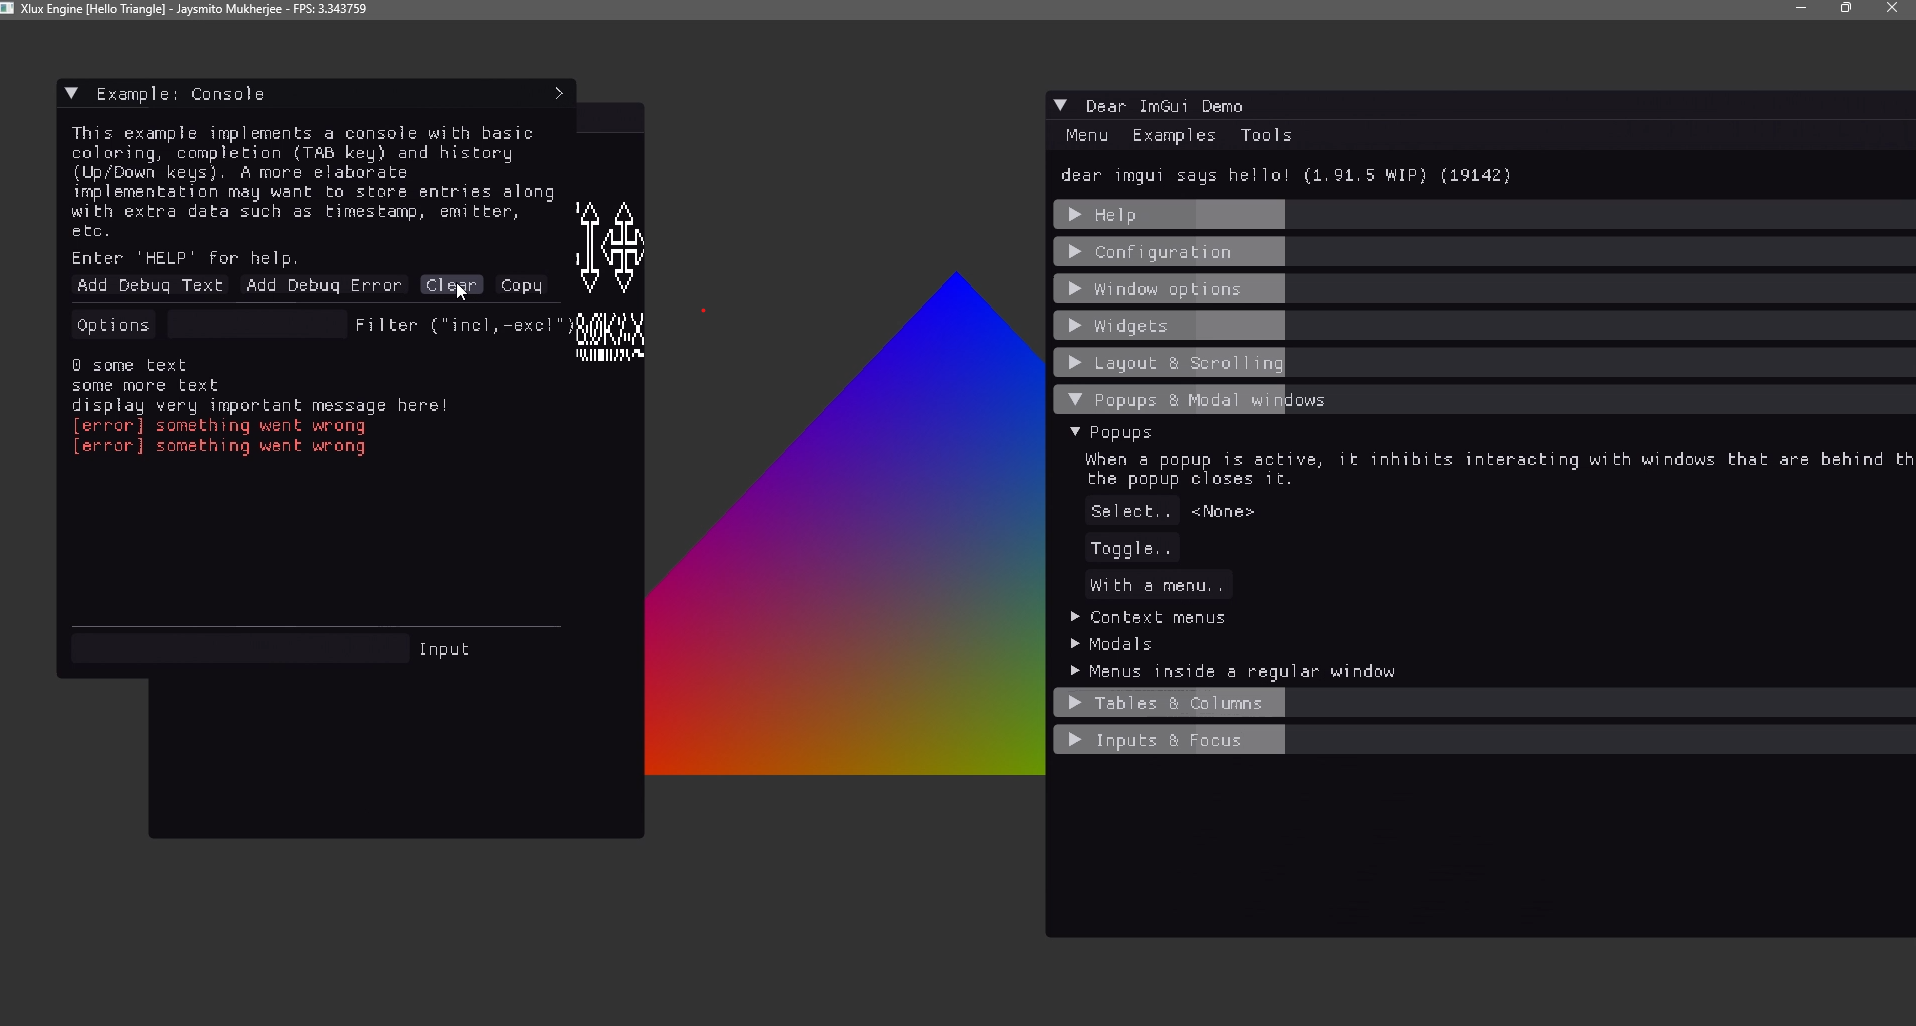 Xlux Engine [Hello Triangle] - Jaysmito Mukherjee - FPS: 3.343759
Example: Console
This example implements a console with basic
coloring, completion (TAB key) and history
(Up/Down keys). A more elaborate
implementation may want to store entries along
with extra data such as timestamp, emitter,
etc.
Enter 'HELP' for help.
Add Debug Text Add Debug Error Clear Copy
Options Filter ("incl,-excl")
0 some text
some more text
display very important message here!
[error] something went wrong
[error] something went wrong
Input
&0K%X
Dear ImGui Demo
Menu Examples Tools
dear imgui says hello! (1.91.5 WIP) (19142)
Help
Configuration
Window options
Widgets
Layout & Scrolling
Popups & Modal windows
Popups
When a popup is active, it inhibits interacting with windows that are behind th
the popup closes it.
Select.. <None>
Toggle..
With a menu..
Context menus
Modals
Menus inside a regular window
Tables & Columns
Inputs & Focus